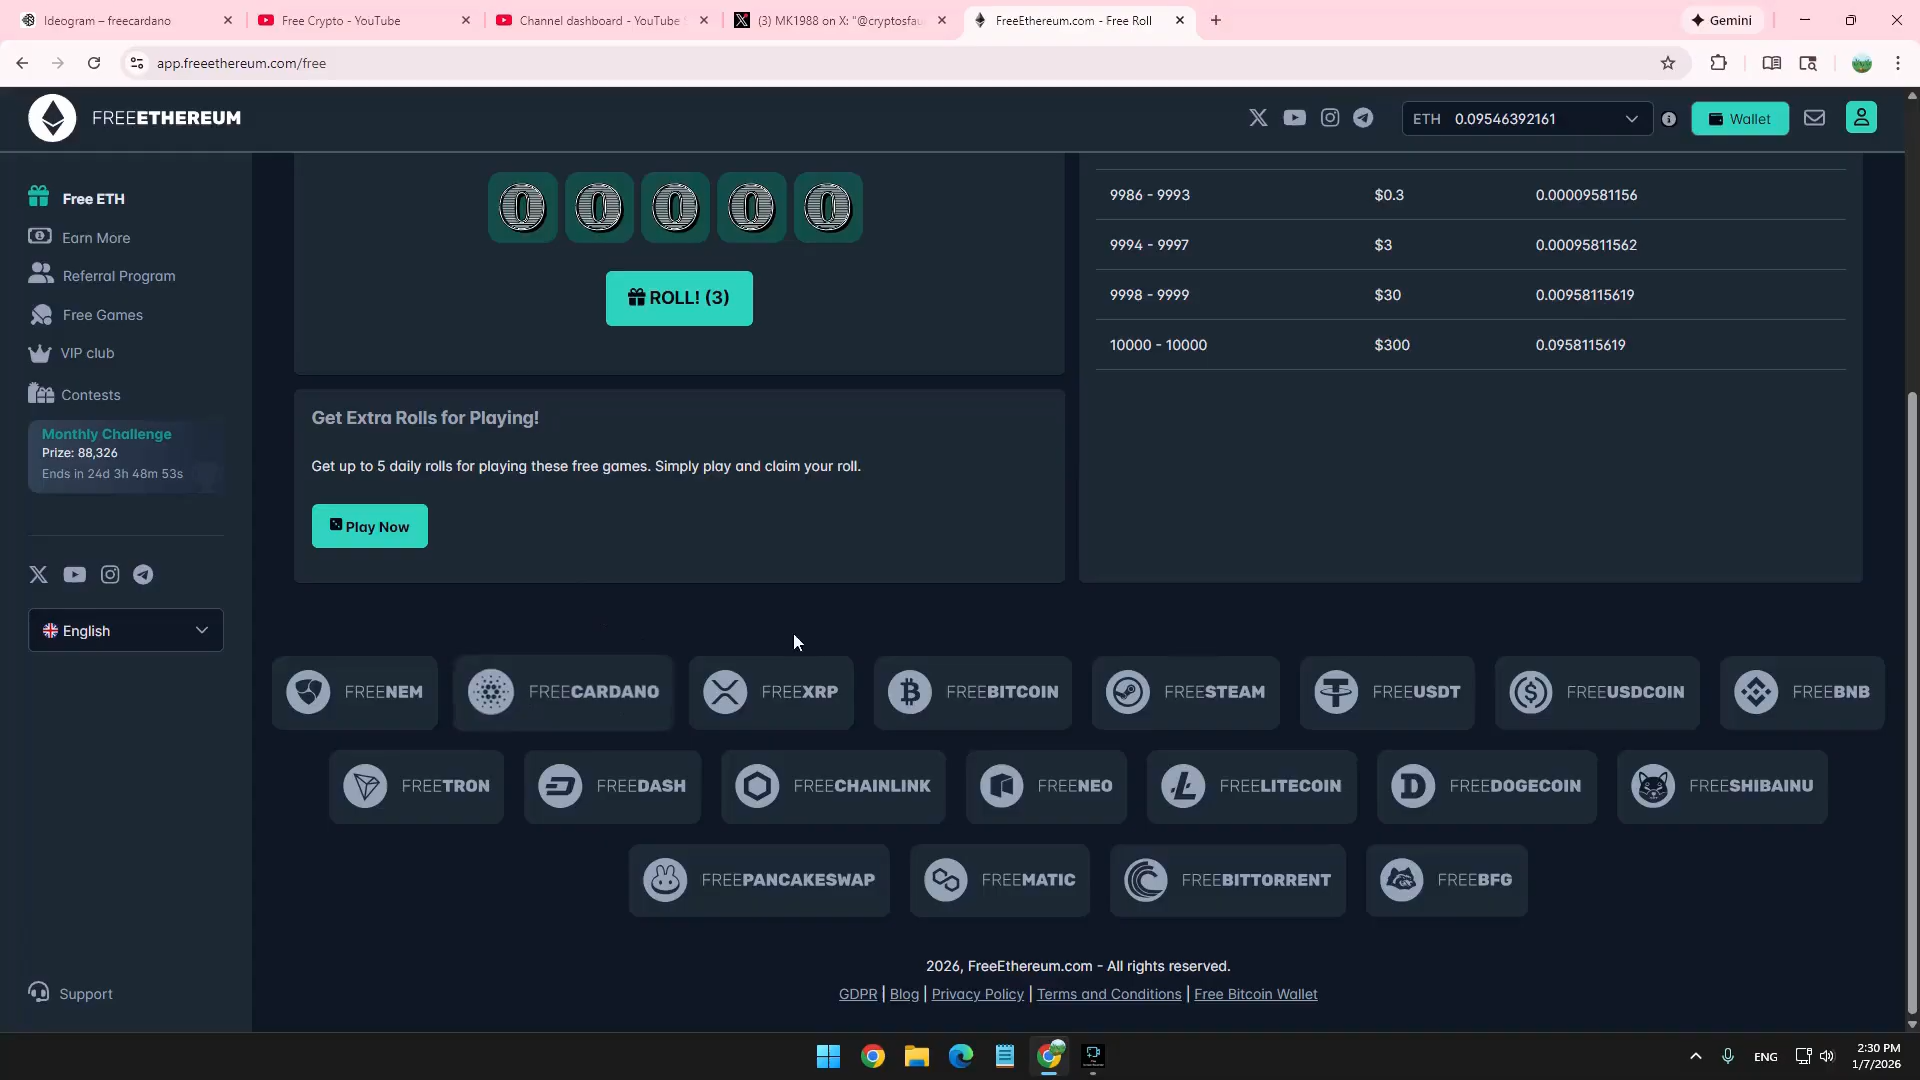 Ideogram – freecardano
Free Crypto - YouTube
Channel dashboard - YouTube
(3) MK1988 on X: "@cryptosfau
FreeEthereum.com - Free Roll
Gemini
app.freeethereum.com/free
FREEETHEREUM
ETH 0.09546392161
Wallet
Free ETH
Earn More
Referral Program
Free Games
VIP club
Contests
Monthly Challenge
Prize: 88,326
Ends in 24d 3h 48m 53s
English
Support
0 0 0 0 0
ROLL! (3)
Get Extra Rolls for Playing!
Get up to 5 daily rolls for playing these free games. Simply play and claim your roll.
Play Now
9986 - 9993 $0.3 0.00009581156
9994 - 9997 $3 0.00095811562
9998 - 9999 $30 0.00958115619
10000 - 10000 $300 0.0958115619
FREENEM FREECARDANO FREEXRP FREEBITCOIN FREESTEAM FREEUSDT FREEUSDCOIN FREEBNB
FREETRON FREEDASH FREECHAINLINK FREENEO FREELITECOIN FREEDOGECOIN FREESHIBAINU
FREEPANCAKESWAP FREEMATIC FREEBITTORRENT FREEBFG
2026, FreeEthereum.com - All rights reserved.
GDPR | Blog | Privacy Policy | Terms and Conditions | Free Bitcoin Wallet
ENG
2:30 PM
1/7/2026